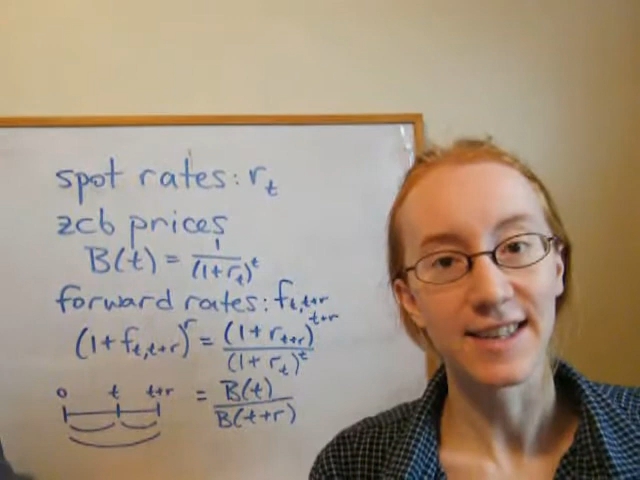 spot rates: r_t
zcb prices
B(t) = 1/(1+r_t)^t
forward rates: f_{t,t+r}
(1+f_{t,t+r})^r = (1+r_{t+r})^{t+r}/(1+r_t)^t
0 t t+r = B(t)/B(t+r)